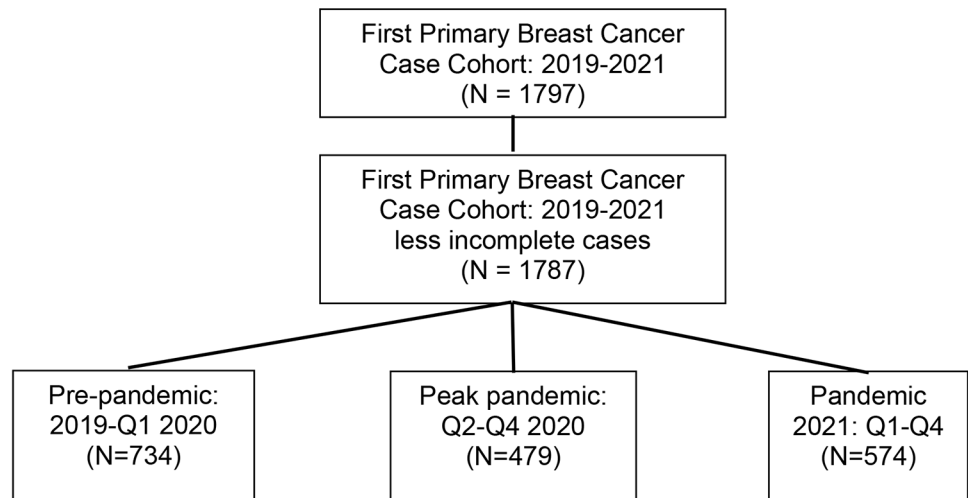 First Primary Breast Cancer
Case Cohort: 2019-2021
(N = 1797)
First Primary Breast Cancer
Case Cohort: 2019-2021
less incomplete cases
(N = 1787)
Pre-pandemic:
2019-Q1 2020
(N=734)
Peak pandemic:
Q2-Q4 2020
(N=479)
Pandemic
2021: Q1-Q4
(N=574)